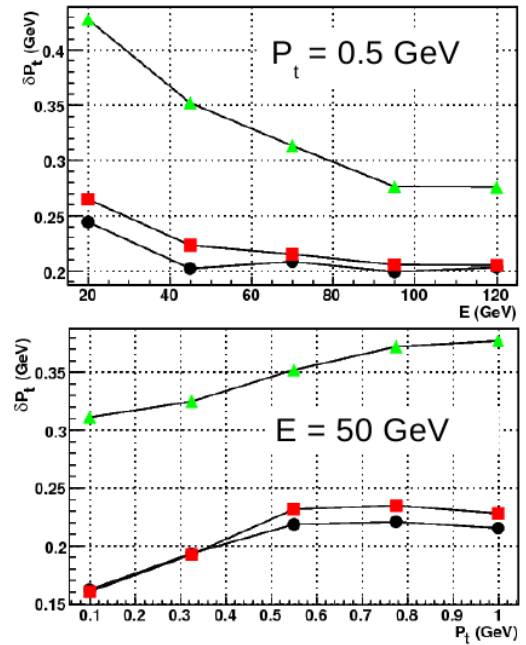 δP_t (GeV)
P_t = 0.5 GeV
0.4
0.35
0.3
0.25
0.2
20 40 60 80 100 120
E (GeV)
δP_t (GeV)
0.35
E = 50 GeV
0.3
0.25
0.2
0.15
0.1 0.2 0.3 0.4 0.5 0.6 0.7 0.8 0.9 1
P_t (GeV)